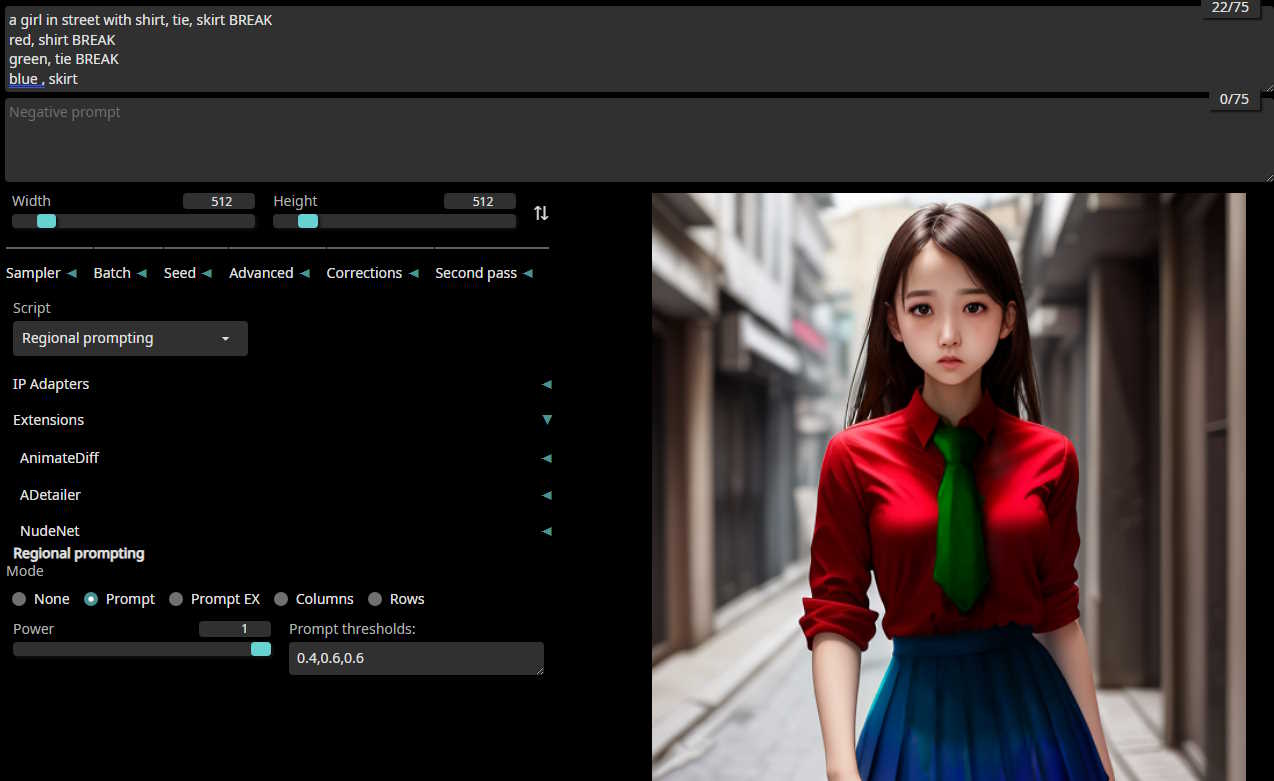 22/75
a girl in street with shirt, tie, skirt BREAK
red, shirt BREAK
green, tie BREAK
blue , skirt
0/75
Negative prompt
Width 512 Height 512
Sampler Batch Seed Advanced Corrections Second pass
Script
Regional prompting
IP Adapters
Extensions
AnimateDiff
ADetailer
NudeNet
Regional prompting
Mode
None Prompt Prompt EX Columns Rows
Power 1 Prompt thresholds:
0.4,0.6,0.6